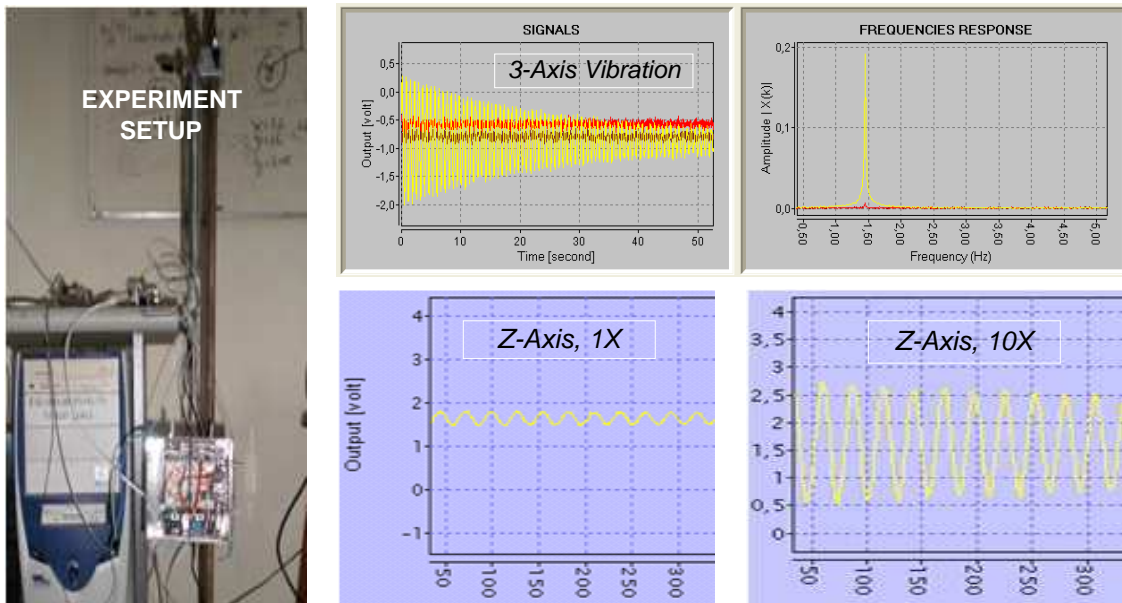 EXPERIMENT
SETUP
SIGNALS
3-Axis Vibration
Output [volt]
0,5
0,0
-0,5
-1,0
-1,5
-2,0
0 10 20 30 40 50
Time [second]
FREQUENCIES RESPONSE
Amplitude | X(k)|
0,2
0,1
0,0
0,50 1,00 1,50 2,00 2,50 3,00 3,50 4,00 4,50 5,00
Frequency (Hz)
Z-Axis, 1X
Output [volt]
4
3
2
1
0
-1
50 100 150 200 250 300
Z-Axis, 10X
4
3,5
3
2,5
2
1,5
1
0,5
0
50 100 150 200 250 300